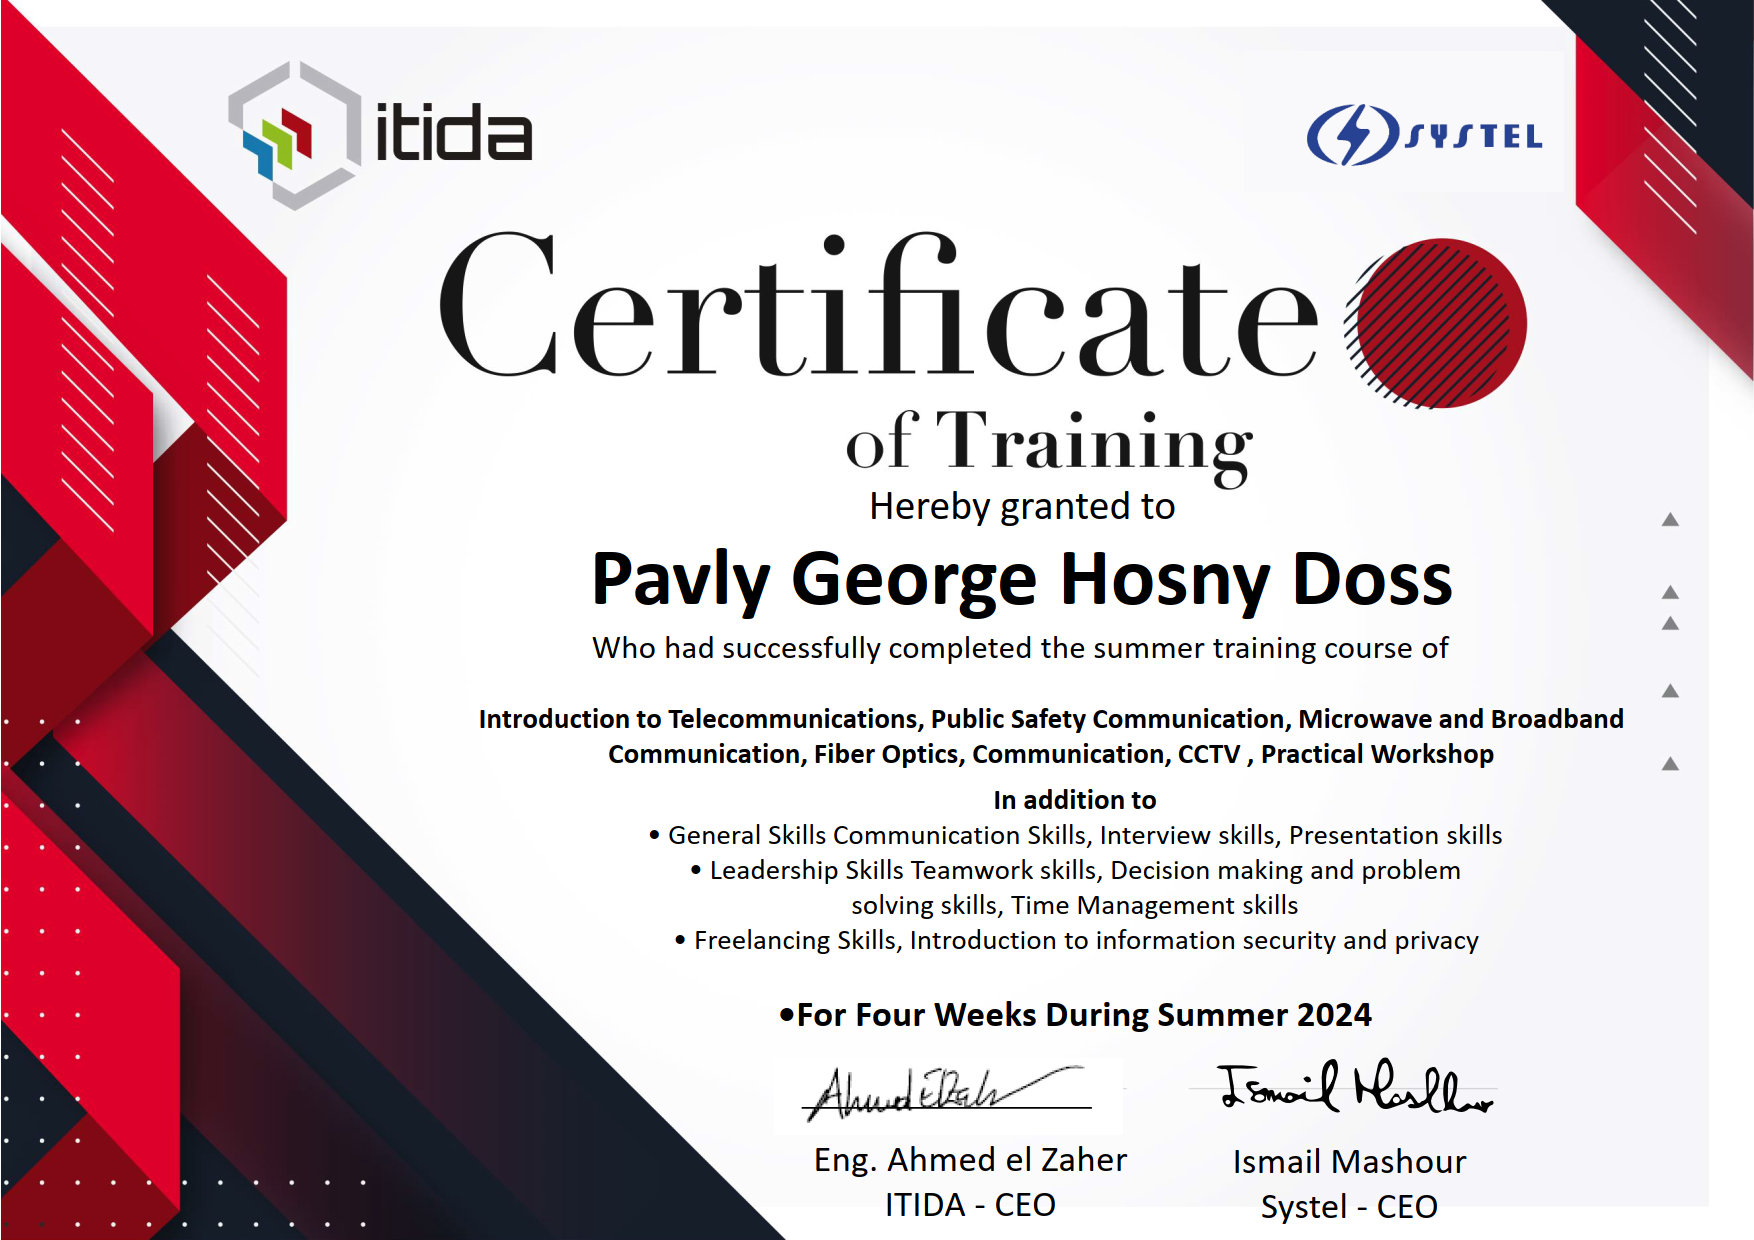 itida
SYSTEL
Certificate
of Training
Hereby granted to
Pavly George Hosny Doss
Who had successfully completed the summer training course of
Introduction to Telecommunications, Public Safety Communication, Microwave and Broadband
Communication, Fiber Optics, Communication, CCTV , Practical Workshop
In addition to
• General Skills Communication Skills, Interview skills, Presentation skills
• Leadership Skills Teamwork skills, Decision making and problem
solving skills, Time Management skills
• Freelancing Skills, Introduction to information security and privacy
•For Four Weeks During Summer 2024
Ahmed ElZaher
Ismail Mashhour
Eng. Ahmed el Zaher
Ismail Mashour
ITIDA - CEO
Systel - CEO